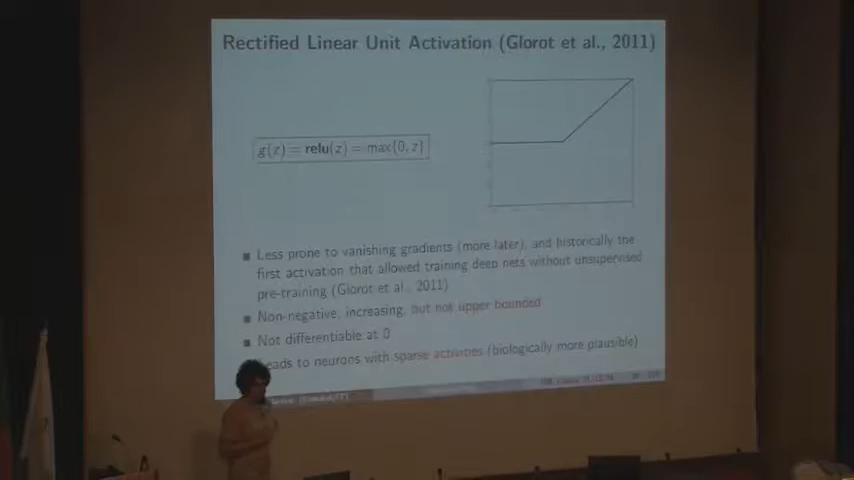 Rectified Linear Unit Activation (Glorot et al., 2011)
g(z) = relu(z) = max{0, z}
Less prone to vanishing gradients (more later), and historically the
first activation that allowed training deep nets without unsupervised
pre-training (Glorot et al., 2011)
Non-negative, increasing, but not upper bounded
Not differentiable at 0
Leads to neurons with sparse activities (biologically more plausible)